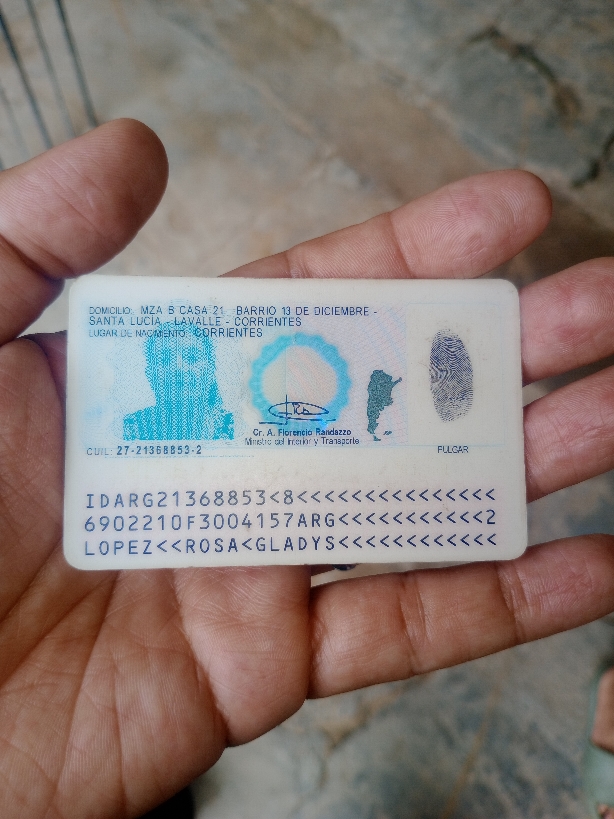 DOMICILIO: MZA B CASA 21 BARRIO 13 DE DICIEMBRE -
SANTA LUCIA - LAVALLE - CORRIENTES
LUGAR DE NACIMIENTO: CORRIENTES
Cr. A. Florencio Randazzo
Ministro del Interior y Transporte
CUIL: 27-21368853-2
PULGAR
IDARG21368853<8<<<<<<<<<<<<<<<
6902210F3004157ARG<<<<<<<<<<<2
LOPEZ<<ROSA<GLADYS<<<<<<<<<<<<